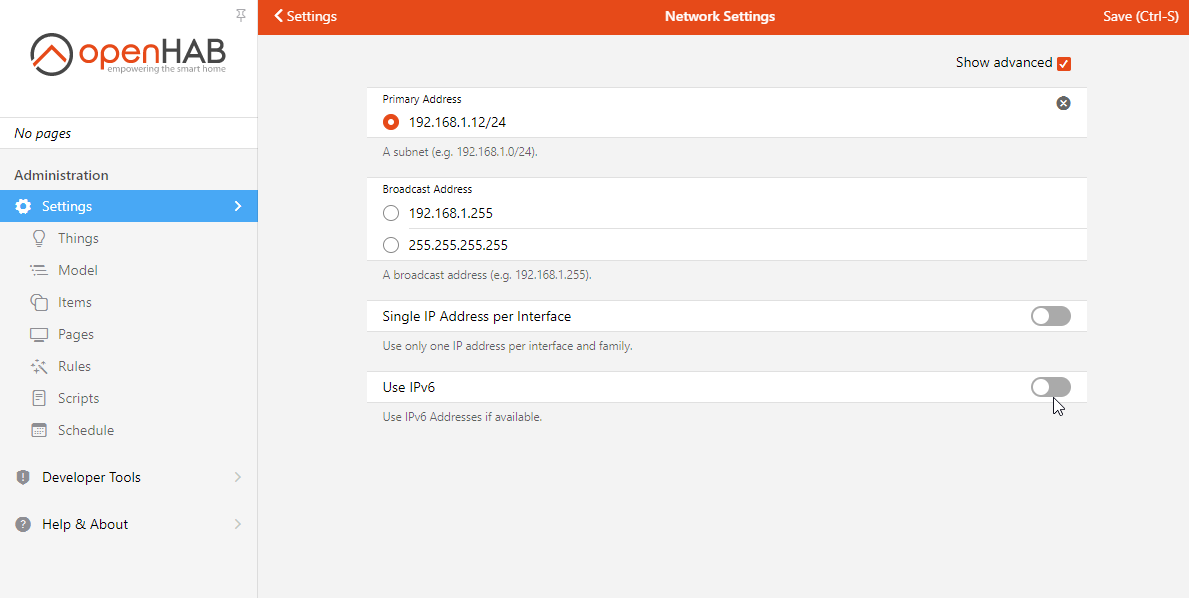 openHAB
empowering the smart home
No pages
Administration
Settings
Things
Model
Items
Pages
Rules
Scripts
Schedule
Developer Tools
Help & About
Settings
Network Settings
Save (Ctrl-S)
Show advanced
Primary Address
192.168.1.12/24
A subnet (e.g. 192.168.1.0/24).
Broadcast Address
192.168.1.255
255.255.255.255
A broadcast address (e.g. 192.168.1.255).
Single IP Address per Interface
Use only one IP address per interface and family.
Use IPv6
Use IPv6 Addresses if available.